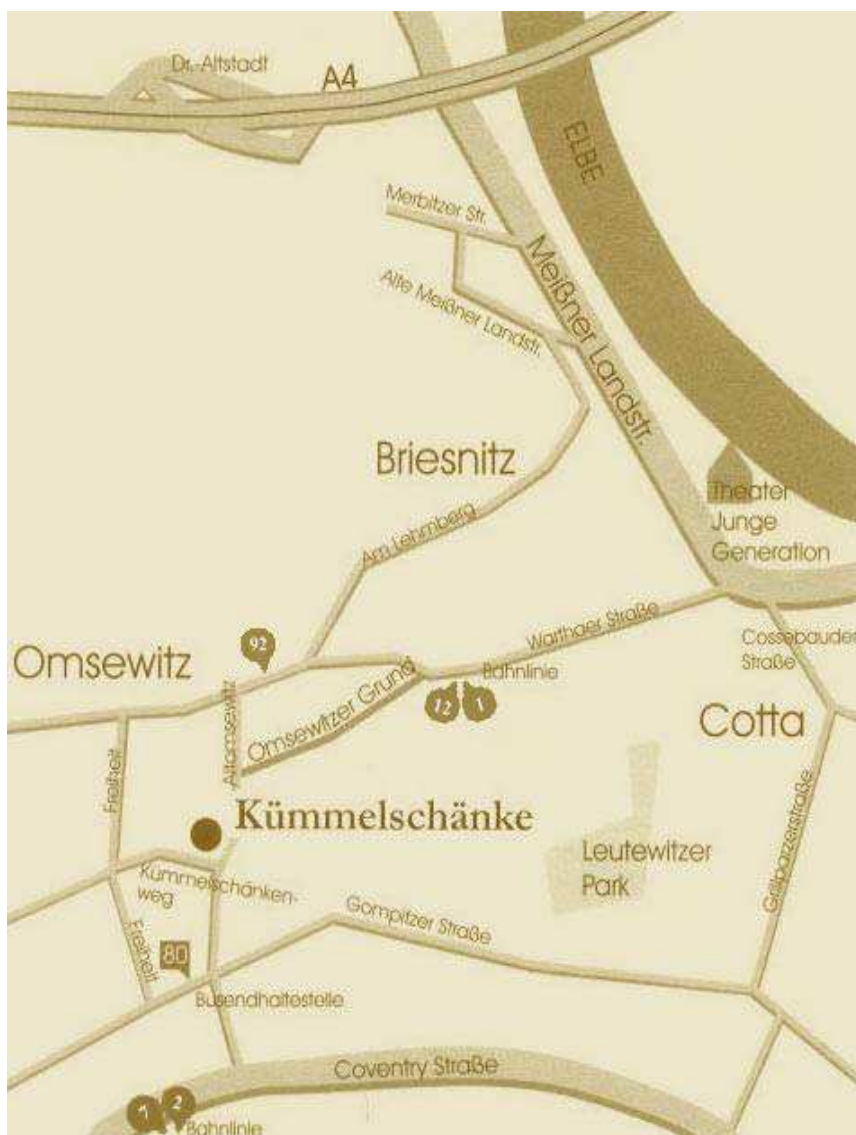 Dr.-Altstadt
A4
ELBE
Merbitzer Str.
Meißner Landstr.
Alte Meißner Landstr.
Briesnitz
Theater
Junge
Generation
Am Lehmberg
Warthaer Straße
Cossebauder
Straße
92
Omsewitz
Bahnlinie
12
1
Omsewitzer Grund
Altomsewitz
Cotta
Freiheit
Kümmelschänke
Leutewitzer
Park
Grillparzerstraße
Kümmelschänken-
weg
Gompitzer Straße
Freiheit
80
Busendhaltestelle
Coventry Straße
2
Bahnlinie